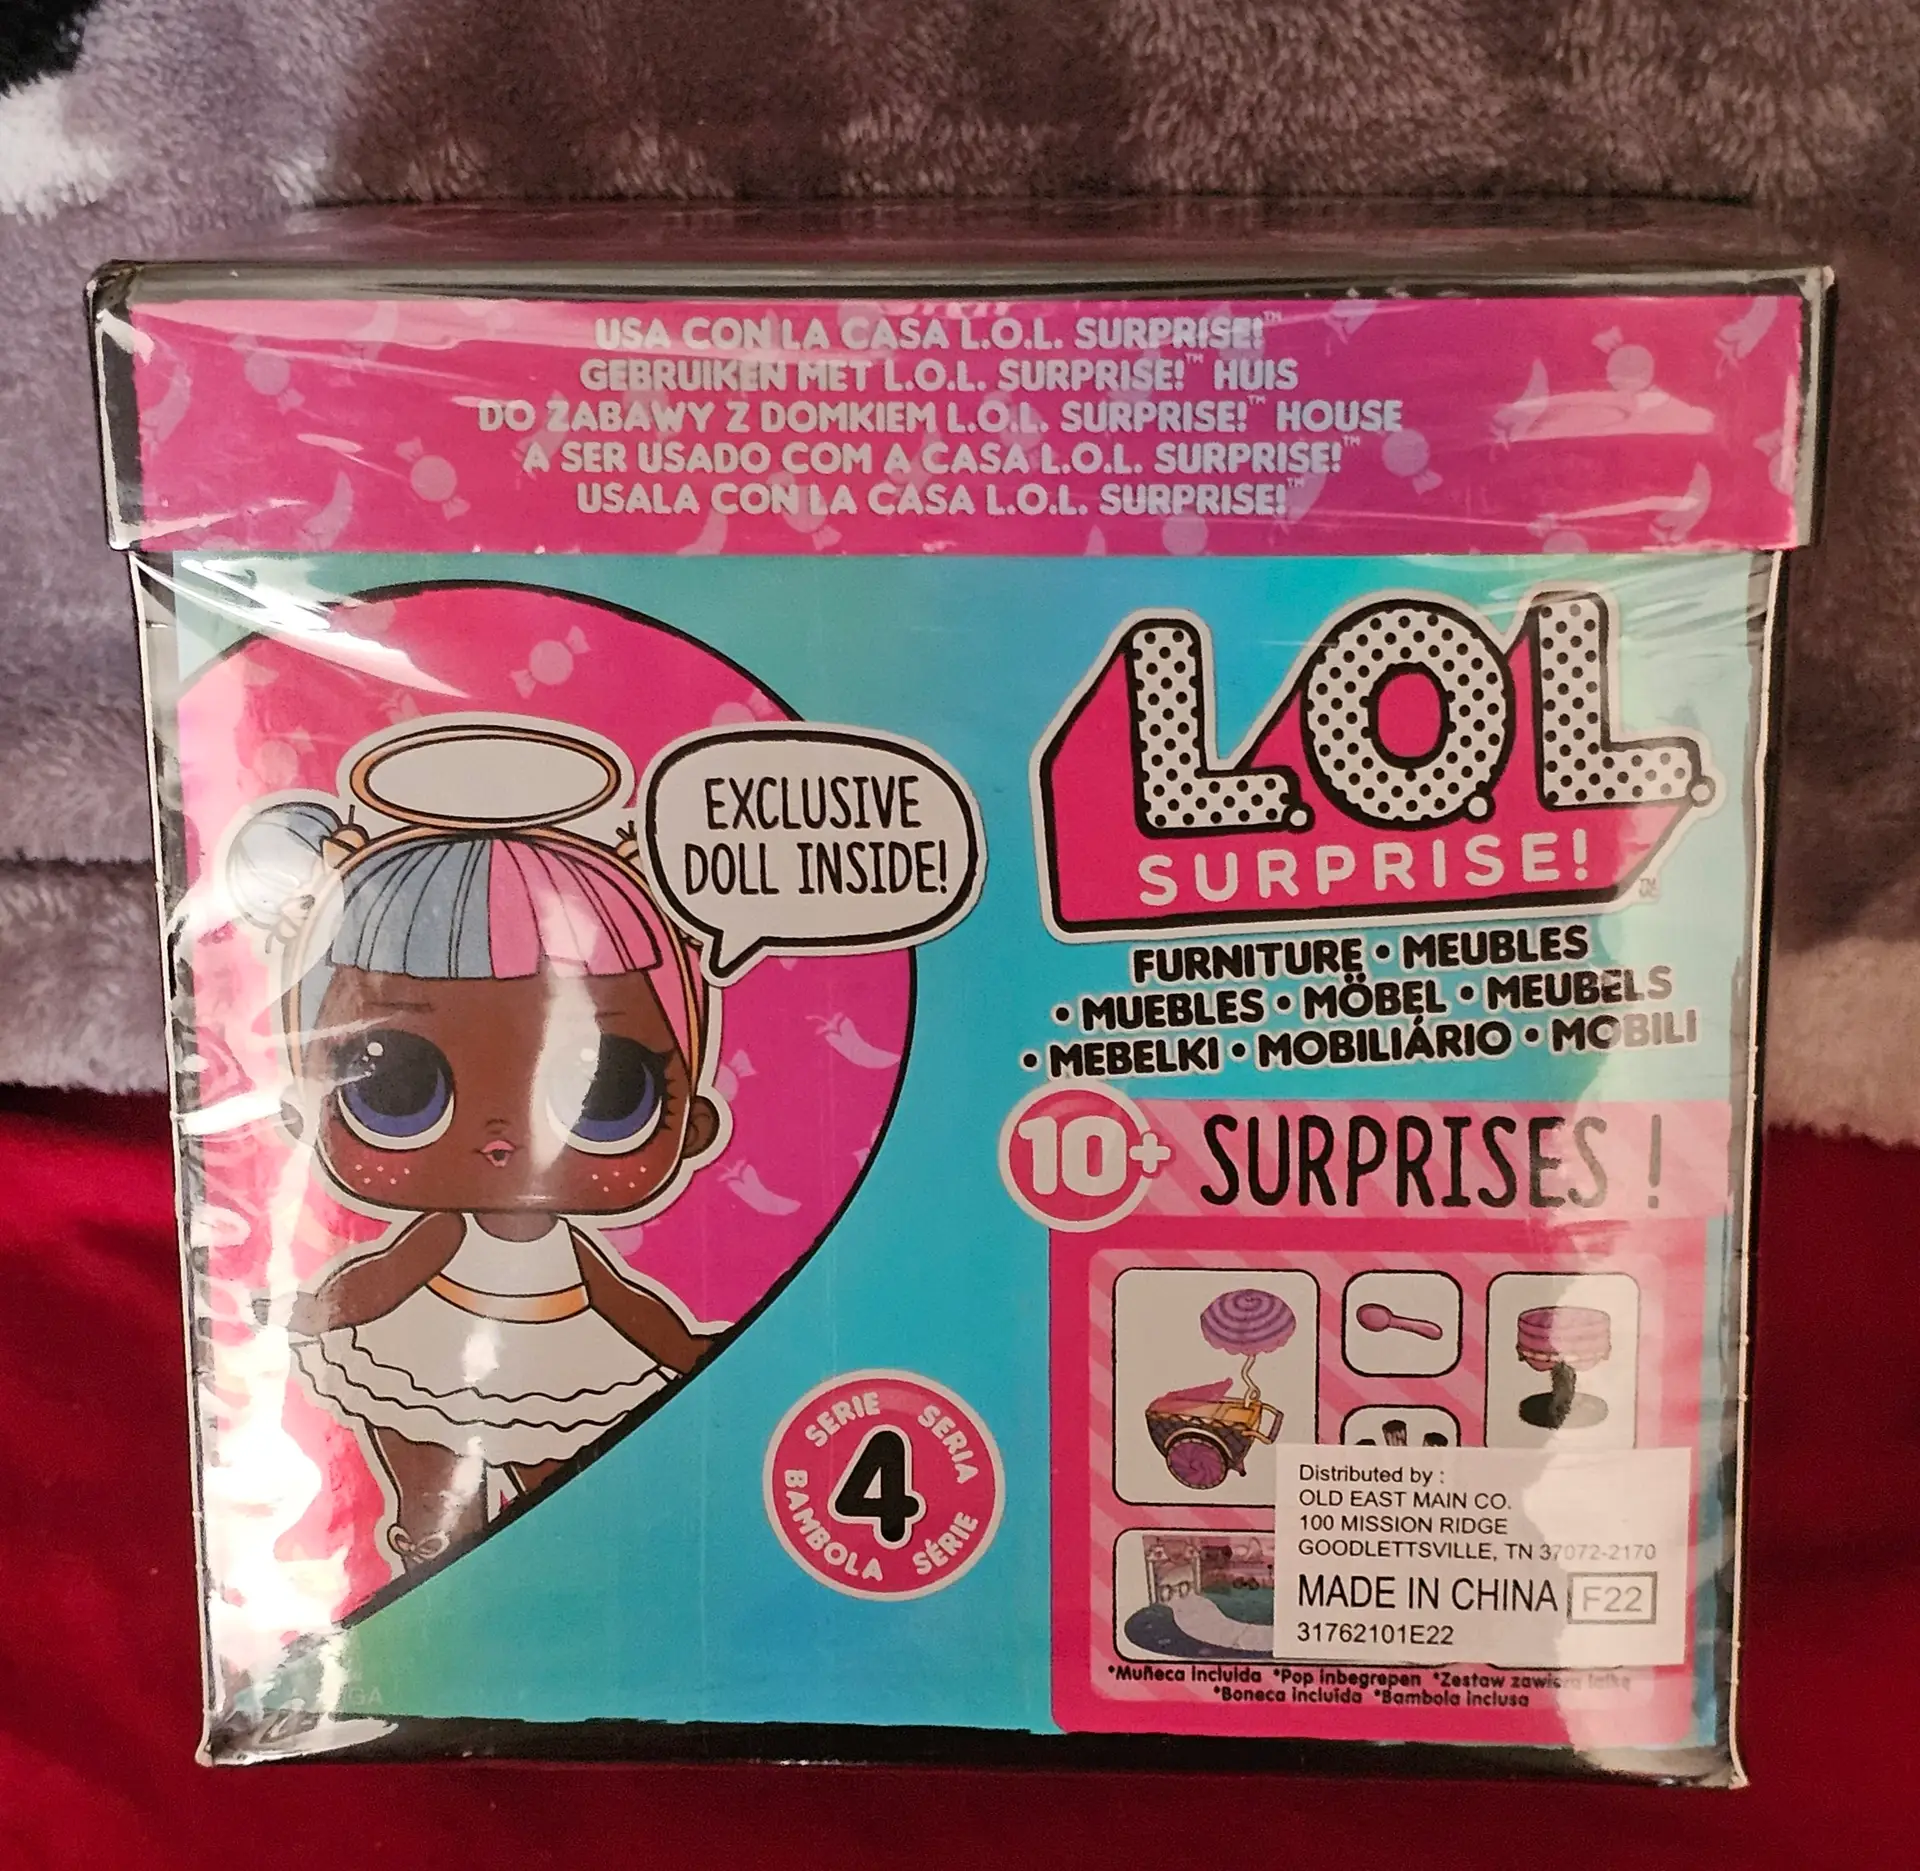 USA CON LA CASA L.O.L. SURPRISE!™
GEBRUIKEN MET L.O.L. SURPRISE!™ HUIS
DO ZABAWY Z DOMKIEM L.O.L. SURPRISE!™ HOUSE
A SER USADO COM A CASA L.O.L. SURPRISE!™
USALA CON LA CASA L.O.L. SURPRISE!™
EXCLUSIVE
DOLL INSIDE!
L.O.L.
SURPRISE!™
FURNITURE • MEUBLES
• MUEBLES • MÖBEL • MEUBELS
• MEBELKI • MOBILIÁRIO • MOBILI
10+ SURPRISES!
SERIE SERIA
4
BAMBOLA SÉRIE
Distributed by :
OLD EAST MAIN CO.
100 MISSION RIDGE
GOODLETTSVILLE, TN 37072-2170
MADE IN CHINA F22
31762101E22
*Muñeca incluida *Pop inbegrepen *Zestaw zawiera lalkę
*Boneca incluída *Bambola inclusa